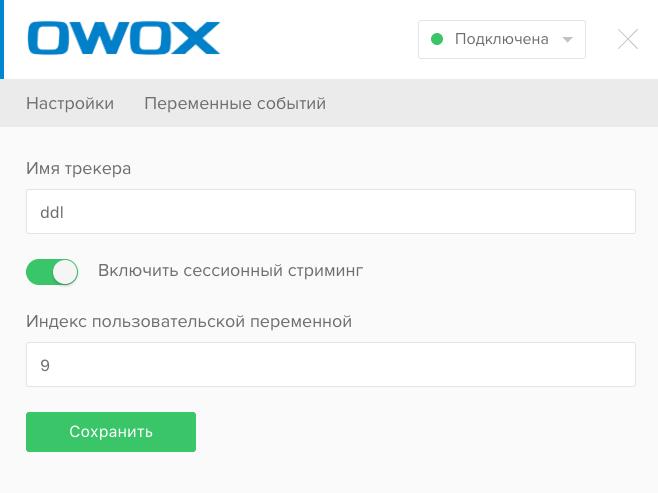 OWOX
Подключена
Настройки Переменные событий
Имя трекера
ddl
Включить сессионный стриминг
Индекс пользовательской переменной
9
Сохранить